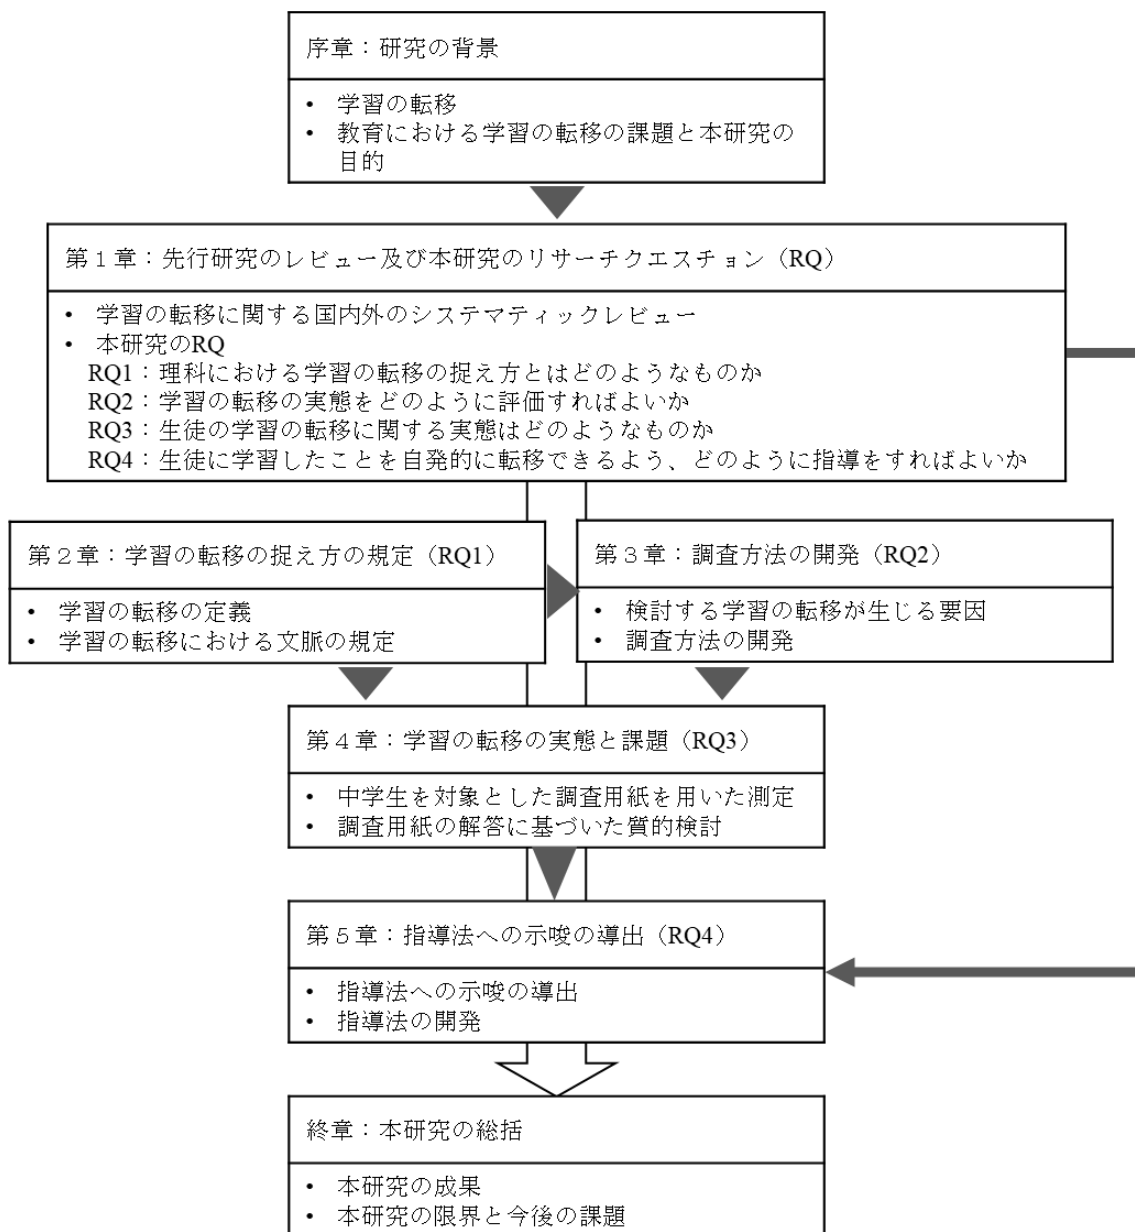 序章：研究の背景
• 学習の転移
• 教育における学習の転移の課題と本研究の
目的
第１章：先行研究のレビュー及び本研究のリサーチクエスチョン（RQ）
• 学習の転移に関する国内外のシステマティックレビュー
• 本研究のRQ
RQ1：理科における学習の転移の捉え方とはどのようなものか
RQ2：学習の転移の実態をどのように評価すればよいか
RQ3：生徒の学習の転移に関する実態はどのようなものか
RQ4：生徒に学習したことを自発的に転移できるよう、どのように指導をすればよいか
第２章：学習の転移の捉え方の規定（RQ1）
• 学習の転移の定義
• 学習の転移における文脈の規定
第３章：調査方法の開発（RQ2）
• 検討する学習の転移が生じる要因
• 調査方法の開発
第４章：学習の転移の実態と課題（RQ3）
• 中学生を対象とした調査用紙を用いた測定
• 調査用紙の解答に基づいた質的検討
第５章：指導法への示唆の導出（RQ4）
• 指導法への示唆の導出
• 指導法の開発
終章：本研究の総括
• 本研究の成果
• 本研究の限界と今後の課題